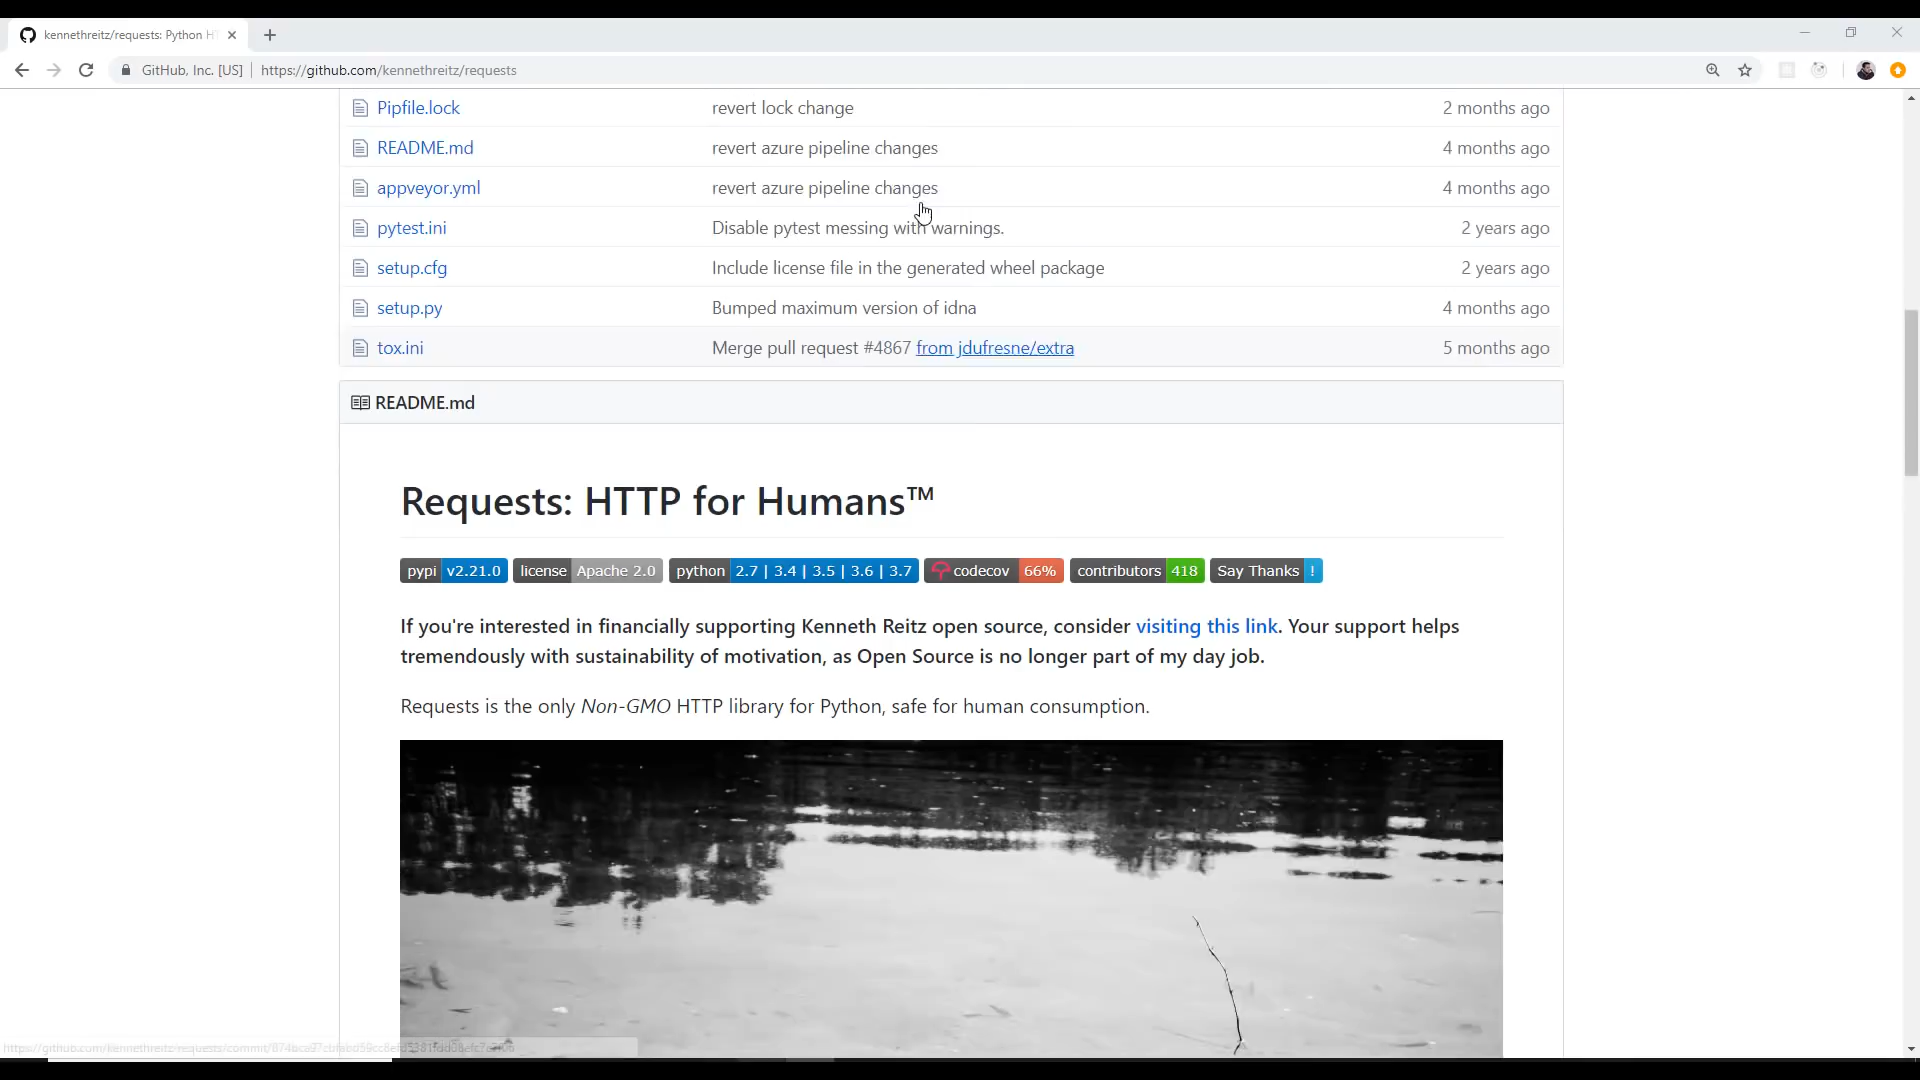 kennethreitz/requests: Python H
GitHub, Inc. [US] https://github.com/kennethreitz/requests
Pipfile.lock revert lock change 2 months ago
README.md revert azure pipeline changes 4 months ago
appveyor.yml revert azure pipeline changes 4 months ago
pytest.ini Disable pytest messing with warnings. 2 years ago
setup.cfg Include license file in the generated wheel package 2 years ago
setup.py Bumped maximum version of idna 4 months ago
tox.ini Merge pull request #4867 from jdufresne/extra 5 months ago
README.md
Requests: HTTP for Humans™
pypi v2.21.0 license Apache 2.0 python 2.7 | 3.4 | 3.5 | 3.6 | 3.7 codecov 66% contributors 418 Say Thanks !
If you're interested in financially supporting Kenneth Reitz open source, consider visiting this link. Your support helps
tremendously with sustainability of motivation, as Open Source is no longer part of my day job.
Requests is the only Non-GMO HTTP library for Python, safe for human consumption.